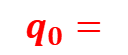 q₀ =